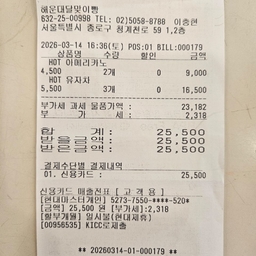 해운대달맞이빵
632-25-00998 TEL: 02)5058-8788 이충현
서울특별시 종로구 청계천로 59 1,2층
2026-03-14 16:36(토) POS:01 BILL:000179
상품명 수량 할인 금액
HOT 아메리카노
4,500 2개 0 9,000
HOT 유자차
5,500 3개 0 16,500
부가세 과세 물품가액 : 23,182
부 가 세 : 2,318
합 계 : 25,500
받을금액 : 25,500
받은금액 : 25,500
결제수단별 결제내역
01. 신용카드 : 25,500
신용카드 매출전표 [ 고 객 용 ]
[현대마스터개인] 5273-7550-****-520*
[금액] 25,500 원 [부가세]:2,318
[할부개월] 일시불(현대제휴)
[00956535] KICC로제출
** 20260314-01-000179 **